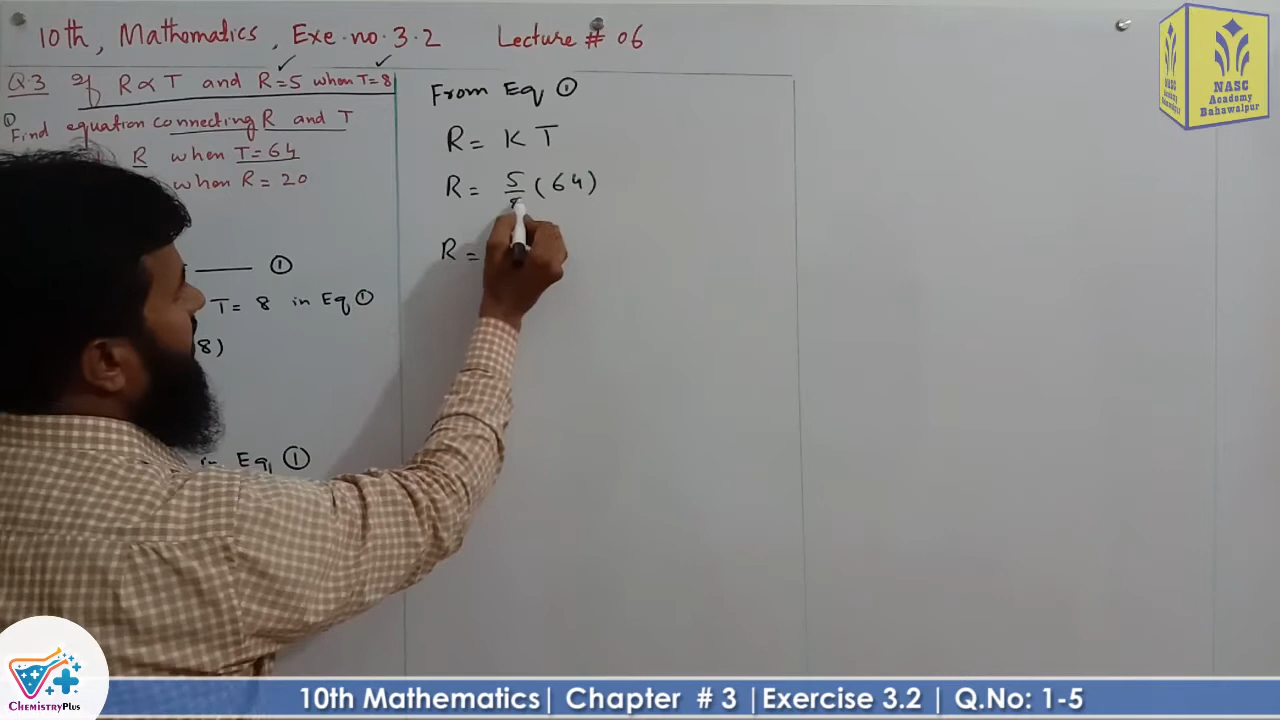 10th, Mathematics, Exe.no.3.2 Lecture # 06
Q.3 If R ∝ T and R=5 when T=8
① Find equation connecting R and T
R when T=64
when R = 20
①
T= 8 in Eq ①
(8)
in Eq ①
From Eq ①
R = K T
R = 5/8 (64)
R =
NASC
Academy
Bahawalpur
ChemistryPlus
10th Mathematics| Chapter # 3 |Exercise 3.2 | Q.No: 1-5